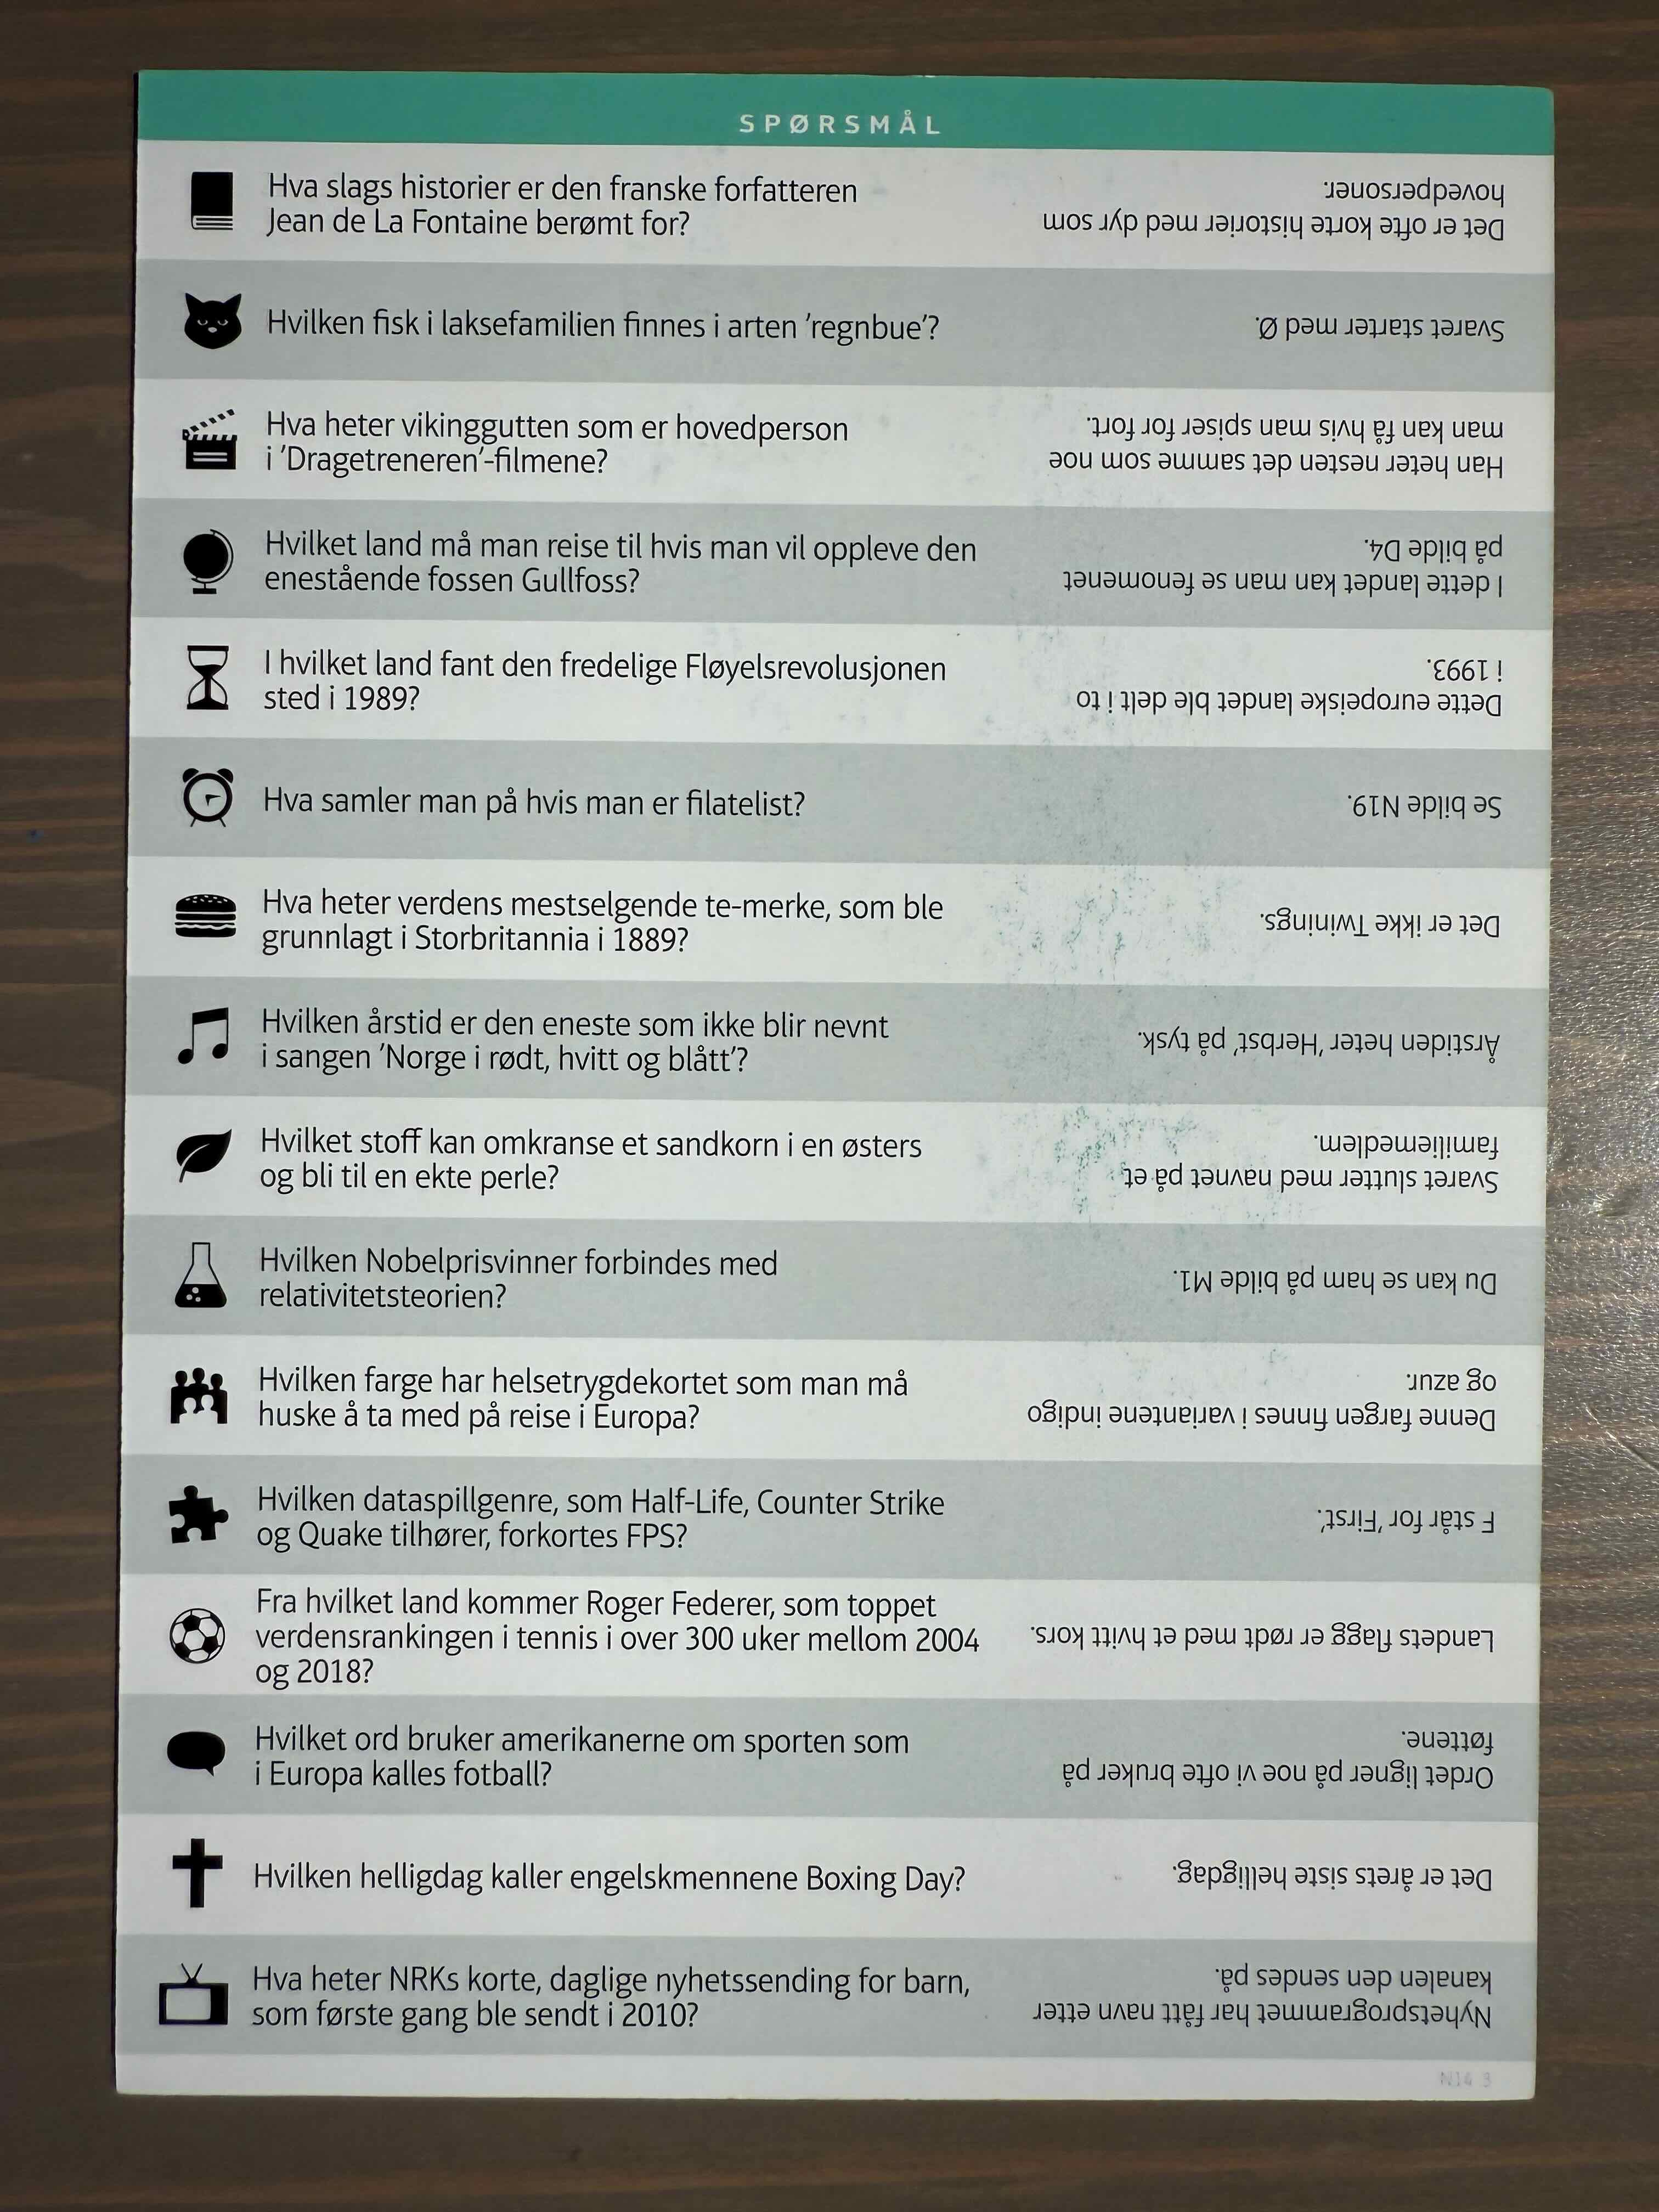 SPØRSMÅL
Hva slags historier er den franske forfatteren
Jean de La Fontaine berømt for?
Det er ofte korte historier med dyr som
hovedpersoner.
Hvilken fisk i laksefamilien finnes i arten 'regnbue'?
Svaret starter med Ø.
Hva heter vikinggutten som er hovedperson
i 'Dragetreneren'-filmene?
Han heter nesten det samme som noe
man kan få hvis man spiser for fort.
Hvilket land må man reise til hvis man vil oppleve den
enestående fossen Gullfoss?
I dette landet kan man se fenomenet
på bilde D4.
I hvilket land fant den fredelige Fløyelsrevolusjonen
sted i 1989?
Dette europeiske landet ble delt i to
i 1993.
Hva samler man på hvis man er filatelist?
Se bilde N19.
Hva heter verdens mestselgende te-merke, som ble
grunnlagt i Storbritannia i 1889?
Det er ikke Twinings.
Hvilken årstid er den eneste som ikke blir nevnt
i sangen 'Norge i rødt, hvitt og blått'?
Årstiden heter 'Herbst' på tysk.
Hvilket stoff kan omkranse et sandkorn i en østers
og bli til en ekte perle?
Svaret slutter med navnet på et
familiemedlem.
Hvilken Nobelprisvinner forbindes med
relativitetsteorien?
Du kan se ham på bilde M1.
Hvilken farge har helsetrygdekortet som man må
huske å ta med på reise i Europa?
Denne fargen finnes i variantene indigo
og azur.
Hvilken dataspillgenre, som Half-Life, Counter Strike
og Quake tilhører, forkortes FPS?
F står for 'First'.
Fra hvilket land kommer Roger Federer, som toppet
verdensrankingen i tennis i over 300 uker mellom 2004
og 2018?
Landets flagg er rødt med et hvitt kors.
Hvilket ord bruker amerikanerne om sporten som
i Europa kalles fotball?
Ordet ligner på noe vi ofte bruker på
føttene.
Hvilken helligdag kaller engelskmennene Boxing Day?
Det er årets siste helligdag.
Hva heter NRKs korte, daglige nyhetssending for barn,
som første gang ble sendt i 2010?
Nyhetsprogrammet har fått navn etter
kanalen den sendes på.
N14 3